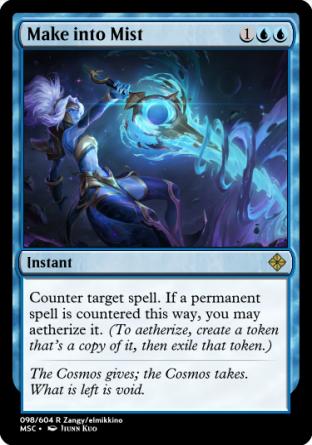 Make into Mist 1
Instant
Counter target spell. If a permanent
spell is countered this way, you may
aetherize it. (To aetherize, create a token
that's a copy of it, then exile that token.)
The Cosmos gives; the Cosmos takes.
What is left is void.
098/604 R Zangy/elmikkino
MSC • Jiunn Kuo